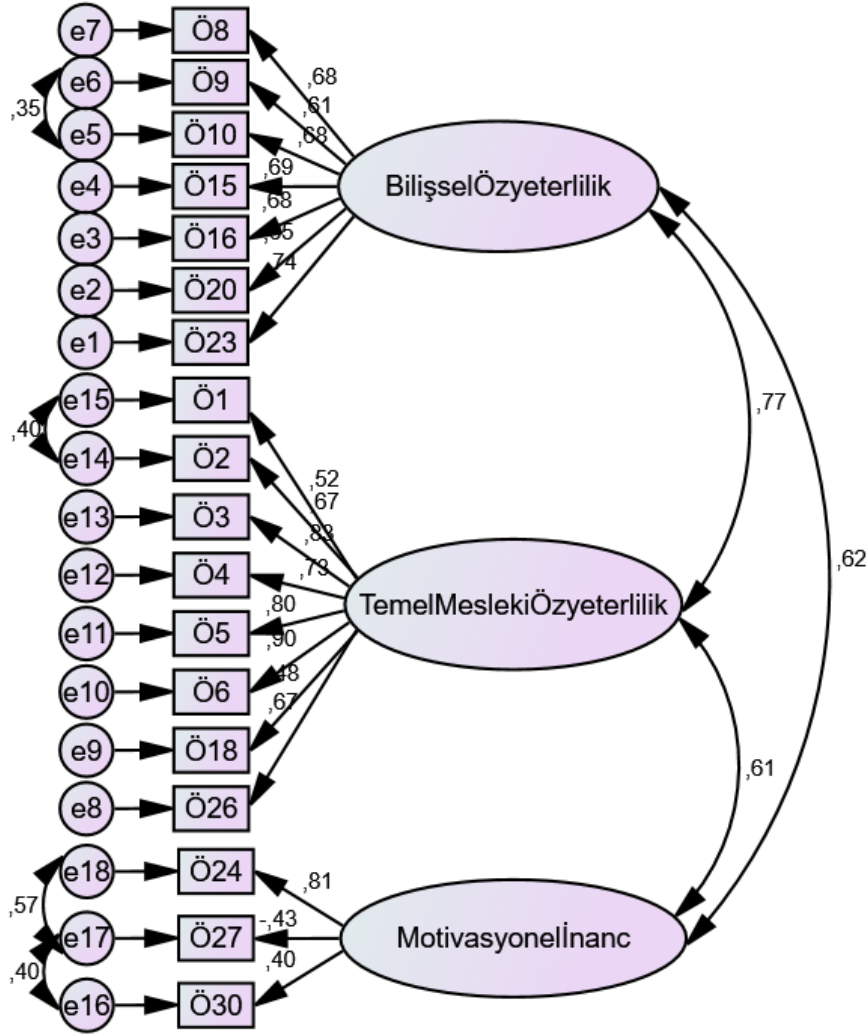 e7
Ö8
e6
Ö9
,35
e5
Ö10
e4
Ö15
e3
Ö16
e2
Ö20
e1
Ö23
,68
,61
,68
,69
,68
,74
BilişselÖzyeterlilik
e15
Ö1
,40
e14
Ö2
e13
Ö3
e12
Ö4
e11
Ö5
e10
Ö6
e9
Ö18
e8
Ö26
,52
,67
,83
,73
,80
,90
,48
,67
TemelMeslekiÖzyeterlilik
,77
,62
,61
e18
Ö24
,57
e17
Ö27
,40
e16
Ö30
,81
-,43
,40
Motivasyonelİnanc